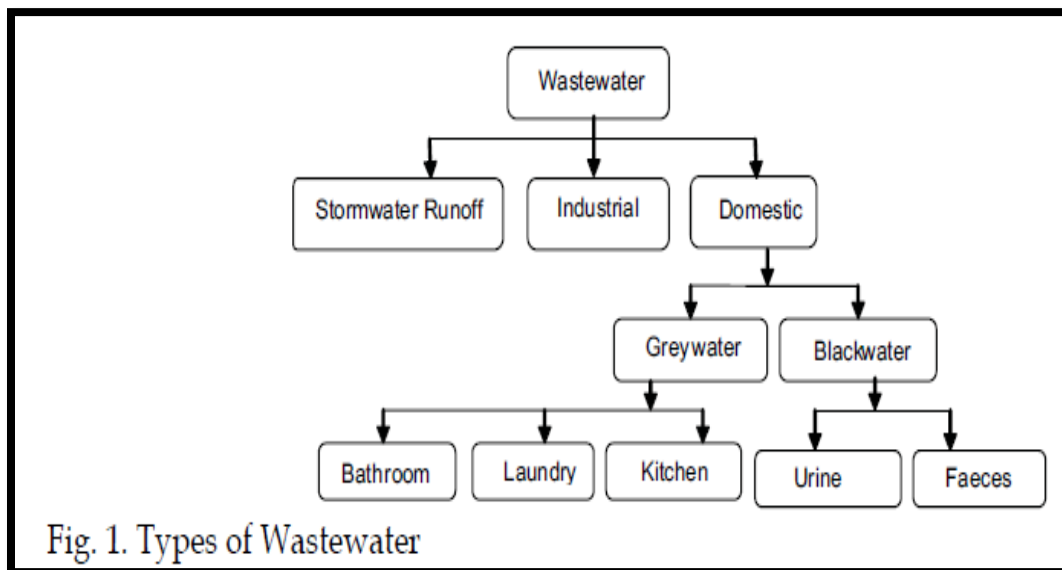 Wastewater
Stormwater Runoff
Industrial
Domestic
Greywater
Blackwater
Bathroom
Laundry
Kitchen
Urine
Faeces
Fig. 1. Types of Wastewater